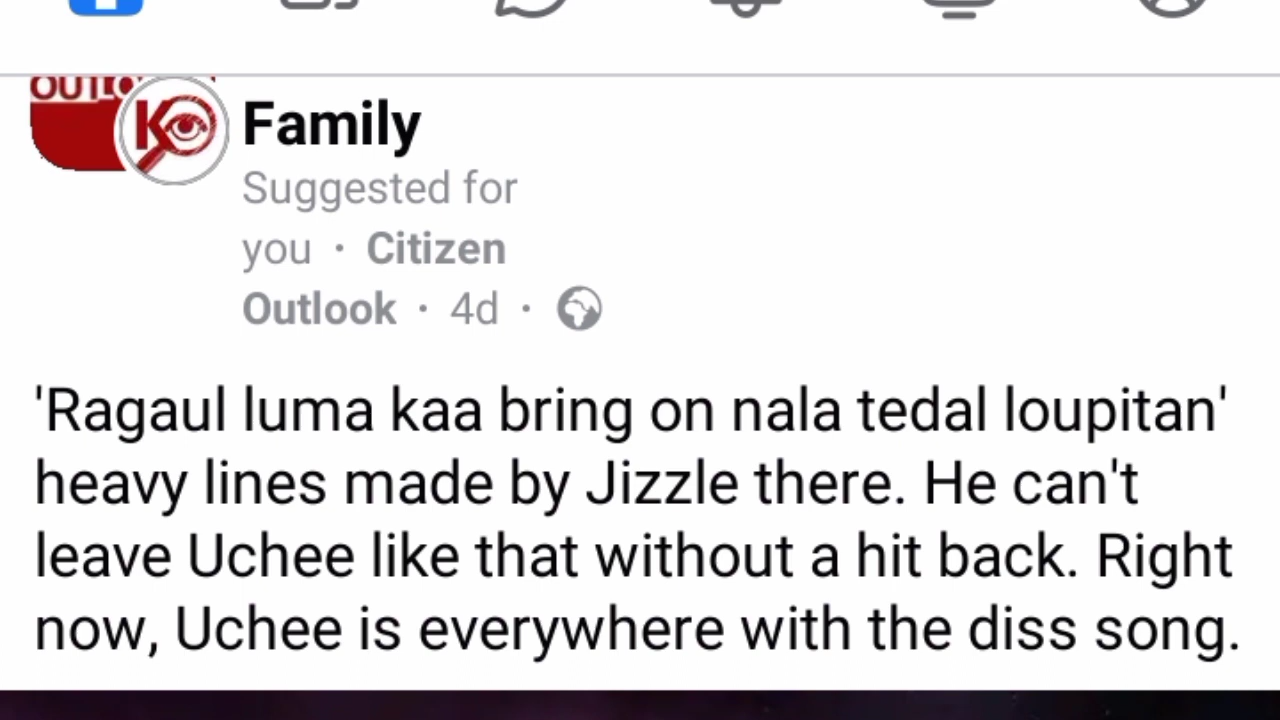 OUTLO
K
Family
Suggested for
you · Citizen
Outlook · 4d ·
'Ragaul luma kaa bring on nala tedal loupitan'
heavy lines made by Jizzle there. He can't
leave Uchee like that without a hit back. Right
now, Uchee is everywhere with the diss song.